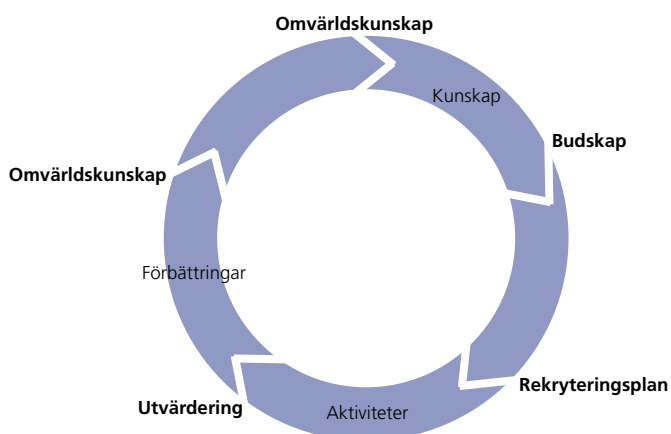 Omvärldskunskap
Kunskap
Budskap
Omvärldskunskap
Förbättringar
Rekryteringsplan
Utvärdering
Aktiviteter